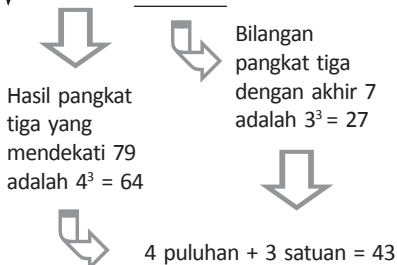 Bilangan
pangkat tiga
dengan akhir 7
adalah 3³ = 27
Hasil pangkat
tiga yang
mendekati 79
adalah 4³ = 64
4 puluhan + 3 satuan = 43